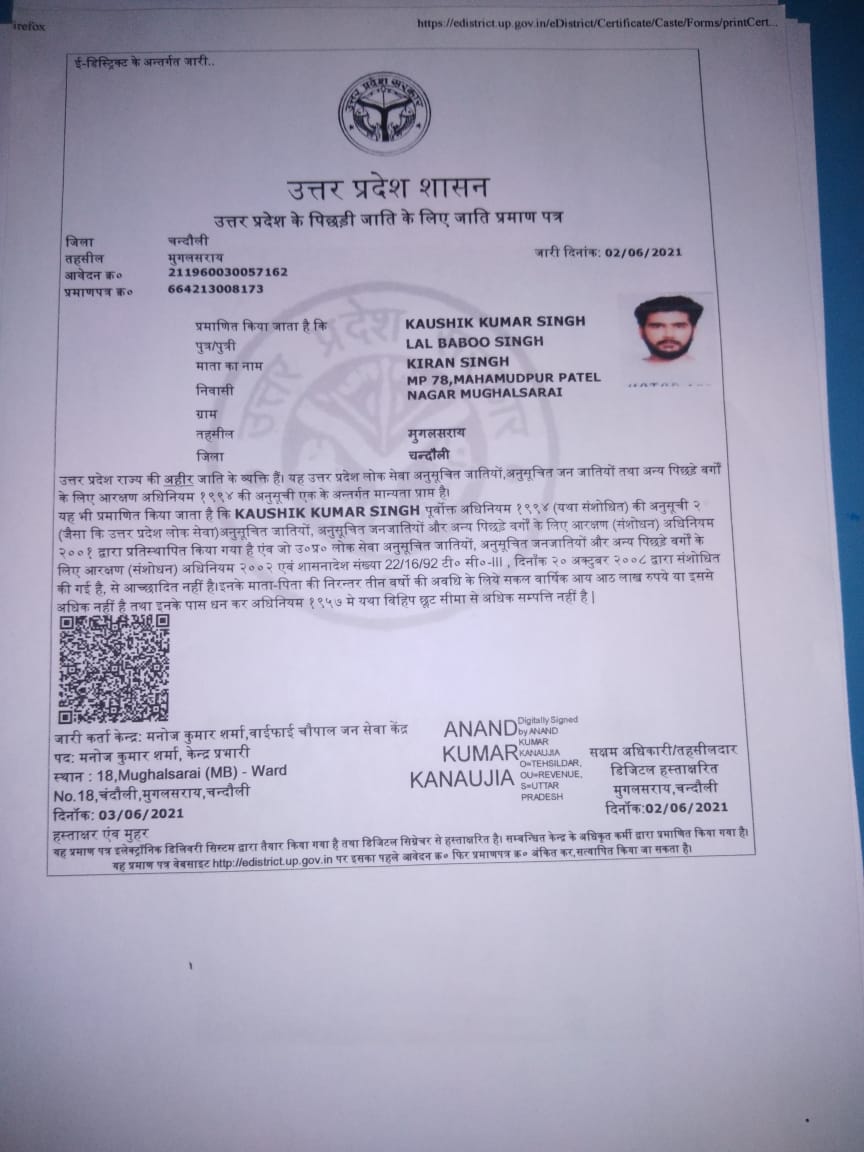 irefox
https://edistrict.up.gov.in/eDistrict/Certificate/Caste/Forms/printCert...
ई-डिस्ट्रिक्ट के अन्तर्गत जारी..
उत्तर प्रदेश सरकार
उत्तर प्रदेश शासन
उत्तर प्रदेश के पिछड़ी जाति के लिए जाति प्रमाण पत्र
जिला चन्दौली
तहसील मुगलसराय
जारी दिनांक: 02/06/2021
आवेदन क्र० 211960030057162
प्रमाणपत्र क्र० 664213008173
प्रमाणित किया जाता है कि KAUSHIK KUMAR SINGH
पुत्र/पुत्री LAL BABOO SINGH
माता का नाम KIRAN SINGH
निवासी MP 78,MAHAMUDPUR PATEL
NAGAR MUGHALSARAI
ग्राम
तहसील मुगलसराय
जिला चन्दौली
उत्तर प्रदेश राज्य की अहीर जाति के व्यक्ति हैं। यह उत्तर प्रदेश लोक सेवा अनुसूचित जातियों,अनुसूचित जन जातियों तथा अन्य पिछड़े वर्गों
के लिए आरक्षण अधिनियम १९९४ की अनुसूची एक के अन्तर्गत मान्यता प्राप्त है।
यह भी प्रमाणित किया जाता है कि KAUSHIK KUMAR SINGH पूर्वोक्त अधिनियम १९९४ (यथा संशोधित) की अनुसूची २
(जैसा कि उत्तर प्रदेश लोक सेवा)अनुसूचित जातियों, अनुसूचित जनजातियों और अन्य पिछड़े वर्गों के लिए आरक्षण (संशोधन) अधिनियम
२००१ द्वारा प्रतिस्थापित किया गया है एंव जो उ०प्र० लोक सेवा अनुसूचित जातियों, अनुसूचित जनजातियों और अन्य पिछड़े वर्गों के
लिए आरक्षण (संशोधन) अधिनियम २००२ एवं शासनादेश संख्या 22/16/92 टी० सी०-III , दिनाँक २० अक्टुबर २००८ द्वारा संशोधित
की गई है, से आच्छादित नहीं है।इनके माता-पिता की निरन्तर तीन वर्षो की अवधि के लिये सकल वार्षिक आय आठ लाख रुपये या इससे
अधिक नहीं है तथा इनके पास धन कर अधिनियम १९५७ मे यथा विहिप छूट सीमा से अधिक सम्पत्ति नहीं है |
जारी कर्ता केन्द्र: मनोज कुमार शर्मा,वाईफाई चौपाल जन सेवा केंद्र
पद: मनोज कुमार शर्मा, केन्द्र प्रभारी
स्थान : 18,Mughalsarai (MB) - Ward
No.18,चंदौली,मुगलसराय,चन्दौली
दिनाँक: 03/06/2021
हस्ताक्षर एंव मुहर
ANAND
KUMAR
KANAUJIA
Digitally Signed
by ANAND
KUMAR
KANAUJIA
O=TEHSILDAR,
OU=REVENUE,
S=UTTAR
PRADESH
सक्षम अधिकारी/तहसीलदार
डिजिटल हस्ताक्षरित
मुगलसराय,चन्दौली
दिनाँक:02/06/2021
यह प्रमाण पत्र इलेक्ट्रॉनिक डिलिवरी सिस्टम द्वारा तैयार किया गया है तथा डिजिटल सिग्नेचर से हस्ताक्षरित है। सम्बन्धित केन्द्र के अधिकृत कर्मी द्वारा प्रमाणित किया गया है।
यह प्रमाण पत्र वेबसाइट http://edistrict.up.gov.in पर इसका पहले आवेदन क्र० फिर प्रमाणपत्र क्र० अंकित कर,सत्यापित किया जा सकता है।